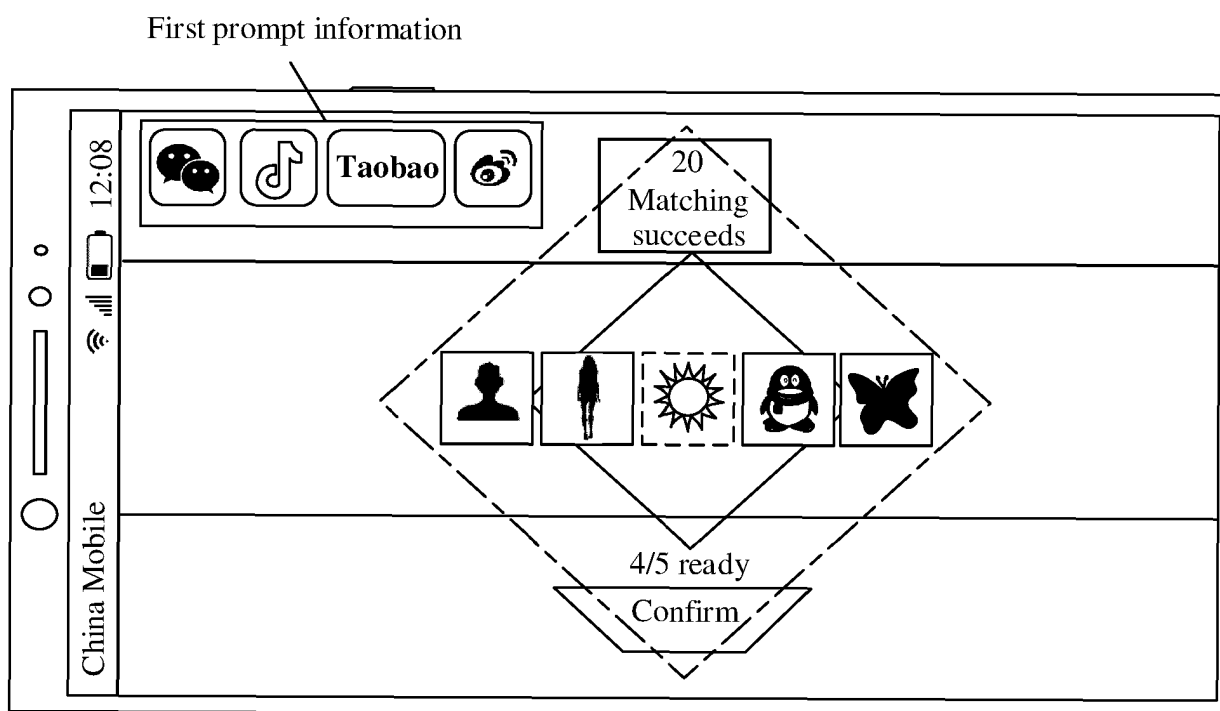 First prompt information
China Mobile 12:08
Taobao
20
Matching
succeeds
4/5 ready
Confirm